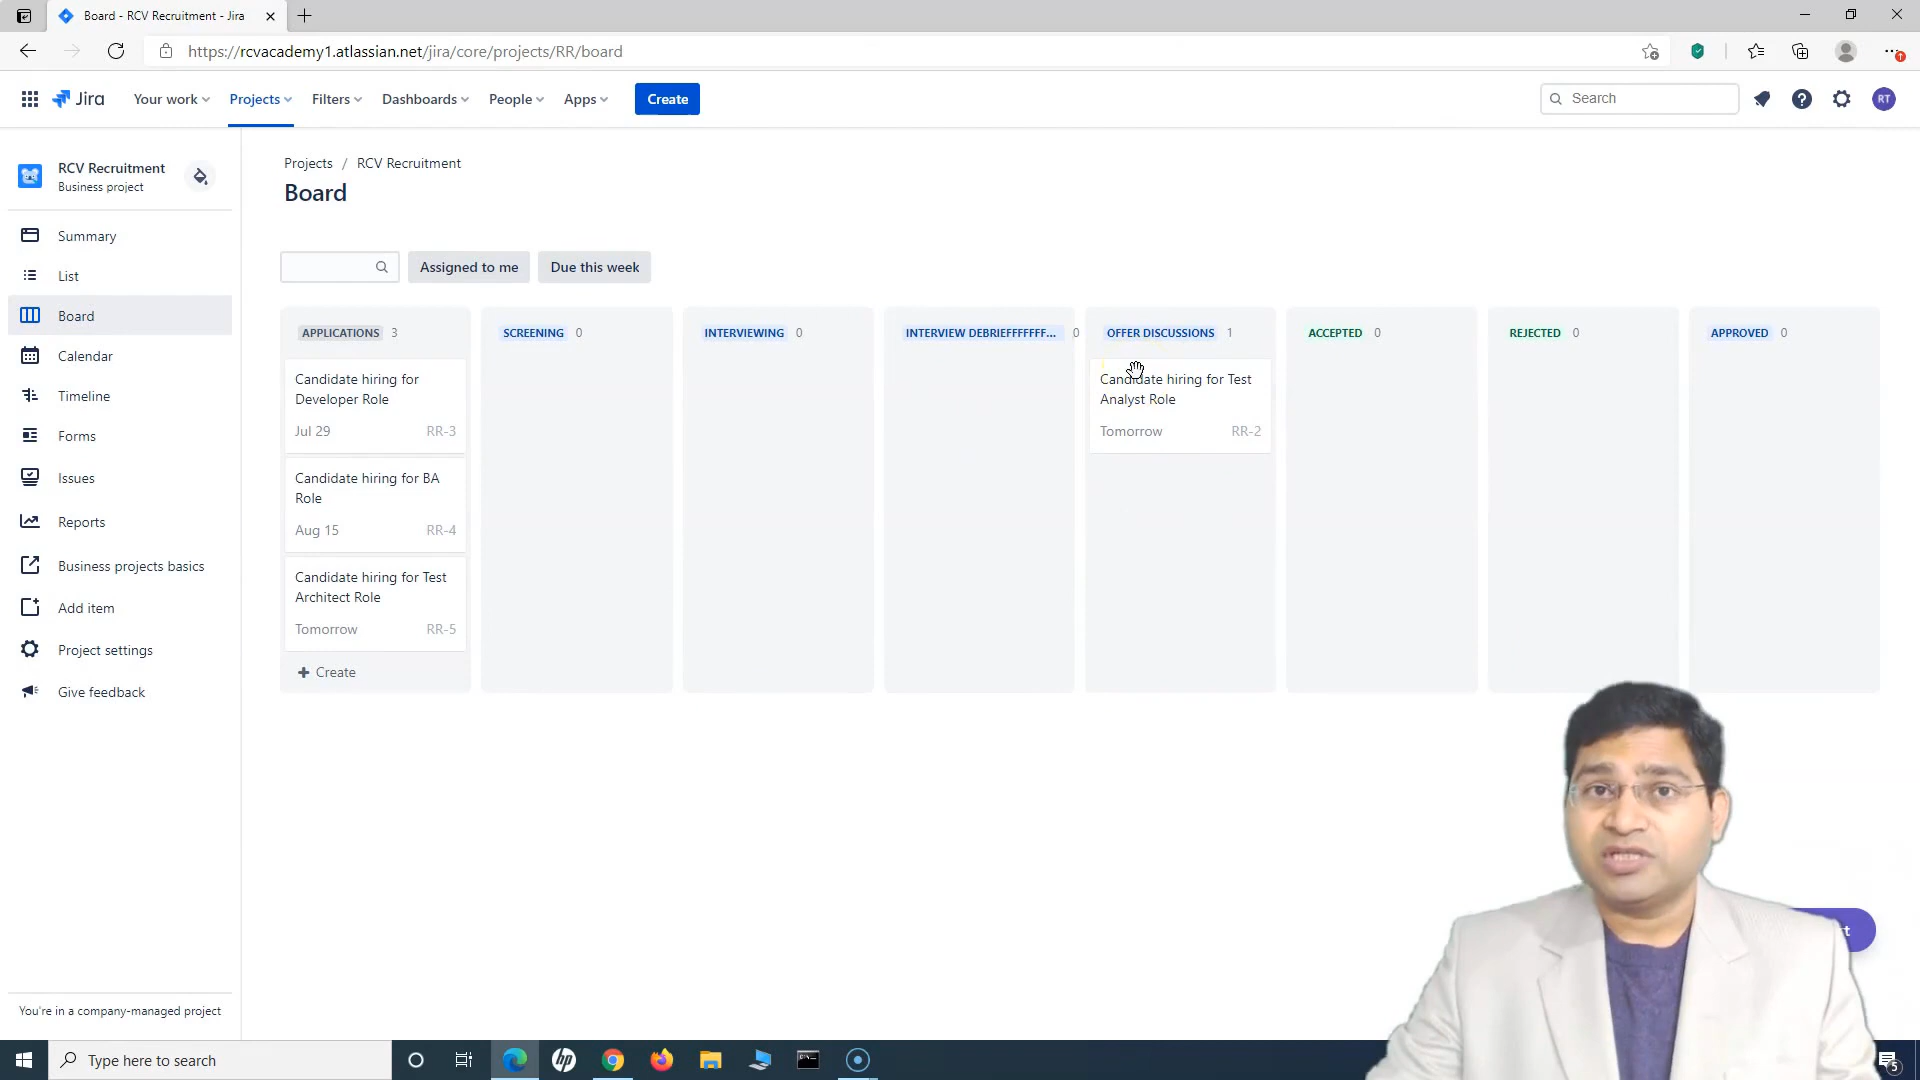 Board - RCV Recruitment - Jira
https://rcvacademy1.atlassian.net/jira/core/projects/RR/board
Jira
Your work
Projects
Filters
Dashboards
People
Apps
Create
Search
RT
RCV Recruitment
Business project
Summary
List
Board
Calendar
Timeline
Forms
Issues
Reports
Business projects basics
Add item
Project settings
Give feedback
You're in a company-managed project
Projects / RCV Recruitment
Board
Assigned to me
Due this week
APPLICATIONS 3
Candidate hiring for
Developer Role
Jul 29 RR-3
Candidate hiring for BA
Role
Aug 15 RR-4
Candidate hiring for Test
Architect Role
Tomorrow RR-5
+ Create
SCREENING 0
INTERVIEWING 0
INTERVIEW DEBRIEFFFFFFF... 0
OFFER DISCUSSIONS 1
Candidate hiring for Test
Analyst Role
Tomorrow RR-2
ACCEPTED 0
REJECTED 0
APPROVED 0
Type here to search
hp
5